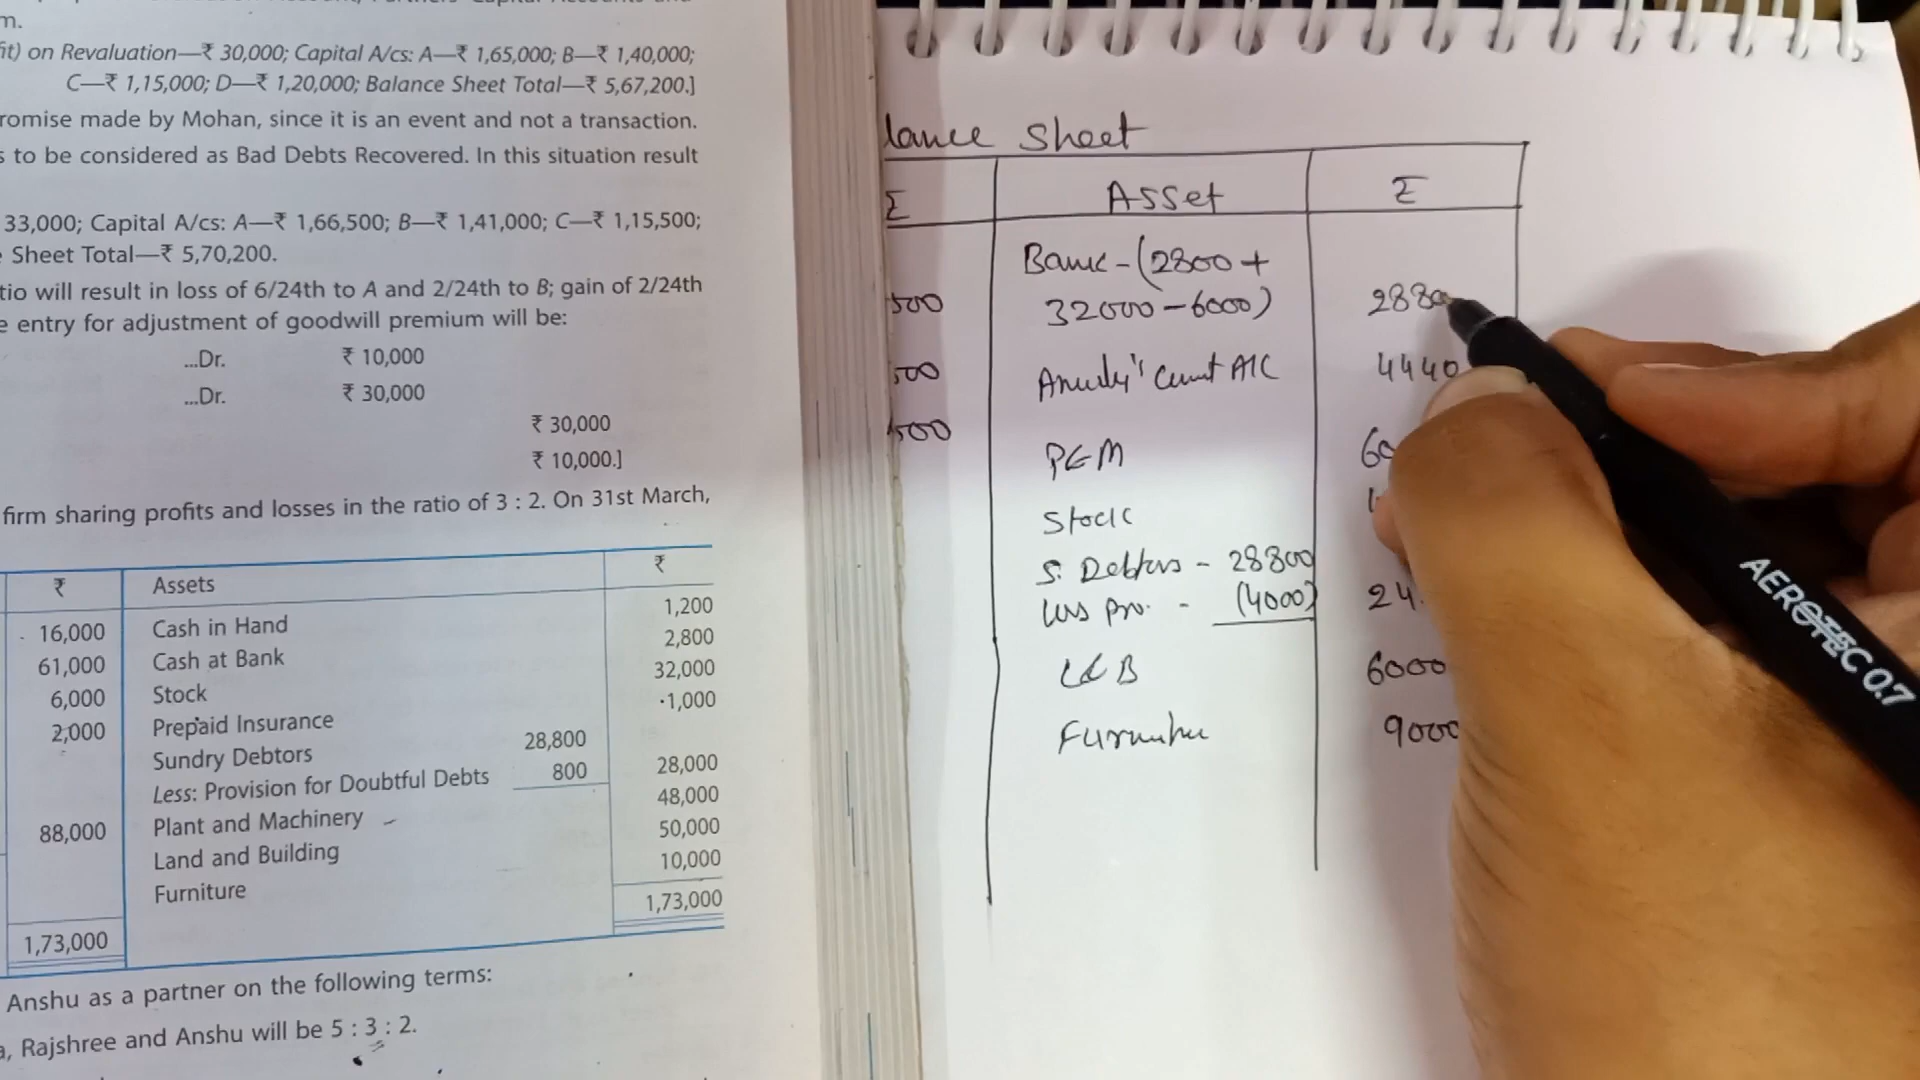 m.
fit) on Revaluation—₹ 30,000; Capital A/cs: A—₹ 1,65,000; B—₹ 1,40,000;
C—₹ 1,15,000; D—₹ 1,20,000; Balance Sheet Total—₹ 5,67,200.]
romise made by Mohan, since it is an event and not a transaction.
s to be considered as Bad Debts Recovered. In this situation result
33,000; Capital A/cs: A—₹ 1,66,500; B—₹ 1,41,000; C—₹ 1,15,500;
Sheet Total—₹ 5,70,200.
tio will result in loss of 6/24th to A and 2/24th to B; gain of 2/24th
e entry for adjustment of goodwill premium will be:
...Dr. ₹ 10,000
...Dr. ₹ 30,000
₹ 30,000
₹ 10,000.]
firm sharing profits and losses in the ratio of 3 : 2. On 31st March,
₹ Assets ₹
16,000 Cash in Hand 1,200
61,000 Cash at Bank 2,800
6,000 Stock 32,000
2,000 Prepaid Insurance 1,000
Sundry Debtors 28,800
Less: Provision for Doubtful Debts 800 28,000
88,000 Plant and Machinery 48,000
Land and Building 50,000
Furniture 10,000
1,73,000 1,73,000
Anshu as a partner on the following terms:
a, Rajshree and Anshu will be 5 : 3 : 2.
lance Sheet
Asset
Bank - (2800 +
500 32000 - 6000) 2880
500 A/C 4440
500 P&M 60
Stock
S. Debtors - 28800
less pro. - (4000) 24
L&B 6000
Furniture 9000
AEROTEC 0.7